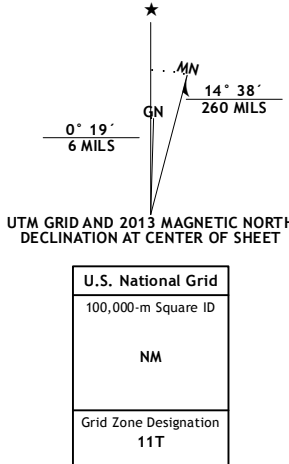 ★
MN
GN
14° 38´
260 MILS
0° 19´
6 MILS
UTM GRID AND 2013 MAGNETIC NORTH
DECLINATION AT CENTER OF SHEET
U.S. National Grid
100,000-m Square ID
NM
Grid Zone Designation
11T